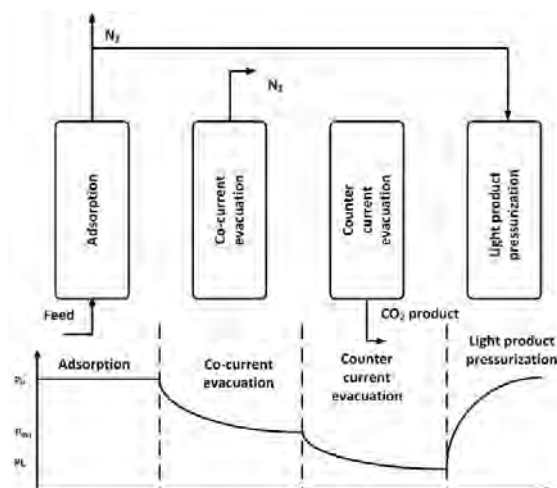 N₂
N₂
Adsorption
Co-current
evacuation
Counter
current
evacuation
Light product
pressurization
Feed
CO₂ product
Adsorption
Co-current
evacuation
Counter
current
evacuation
Light product
pressurization
PL